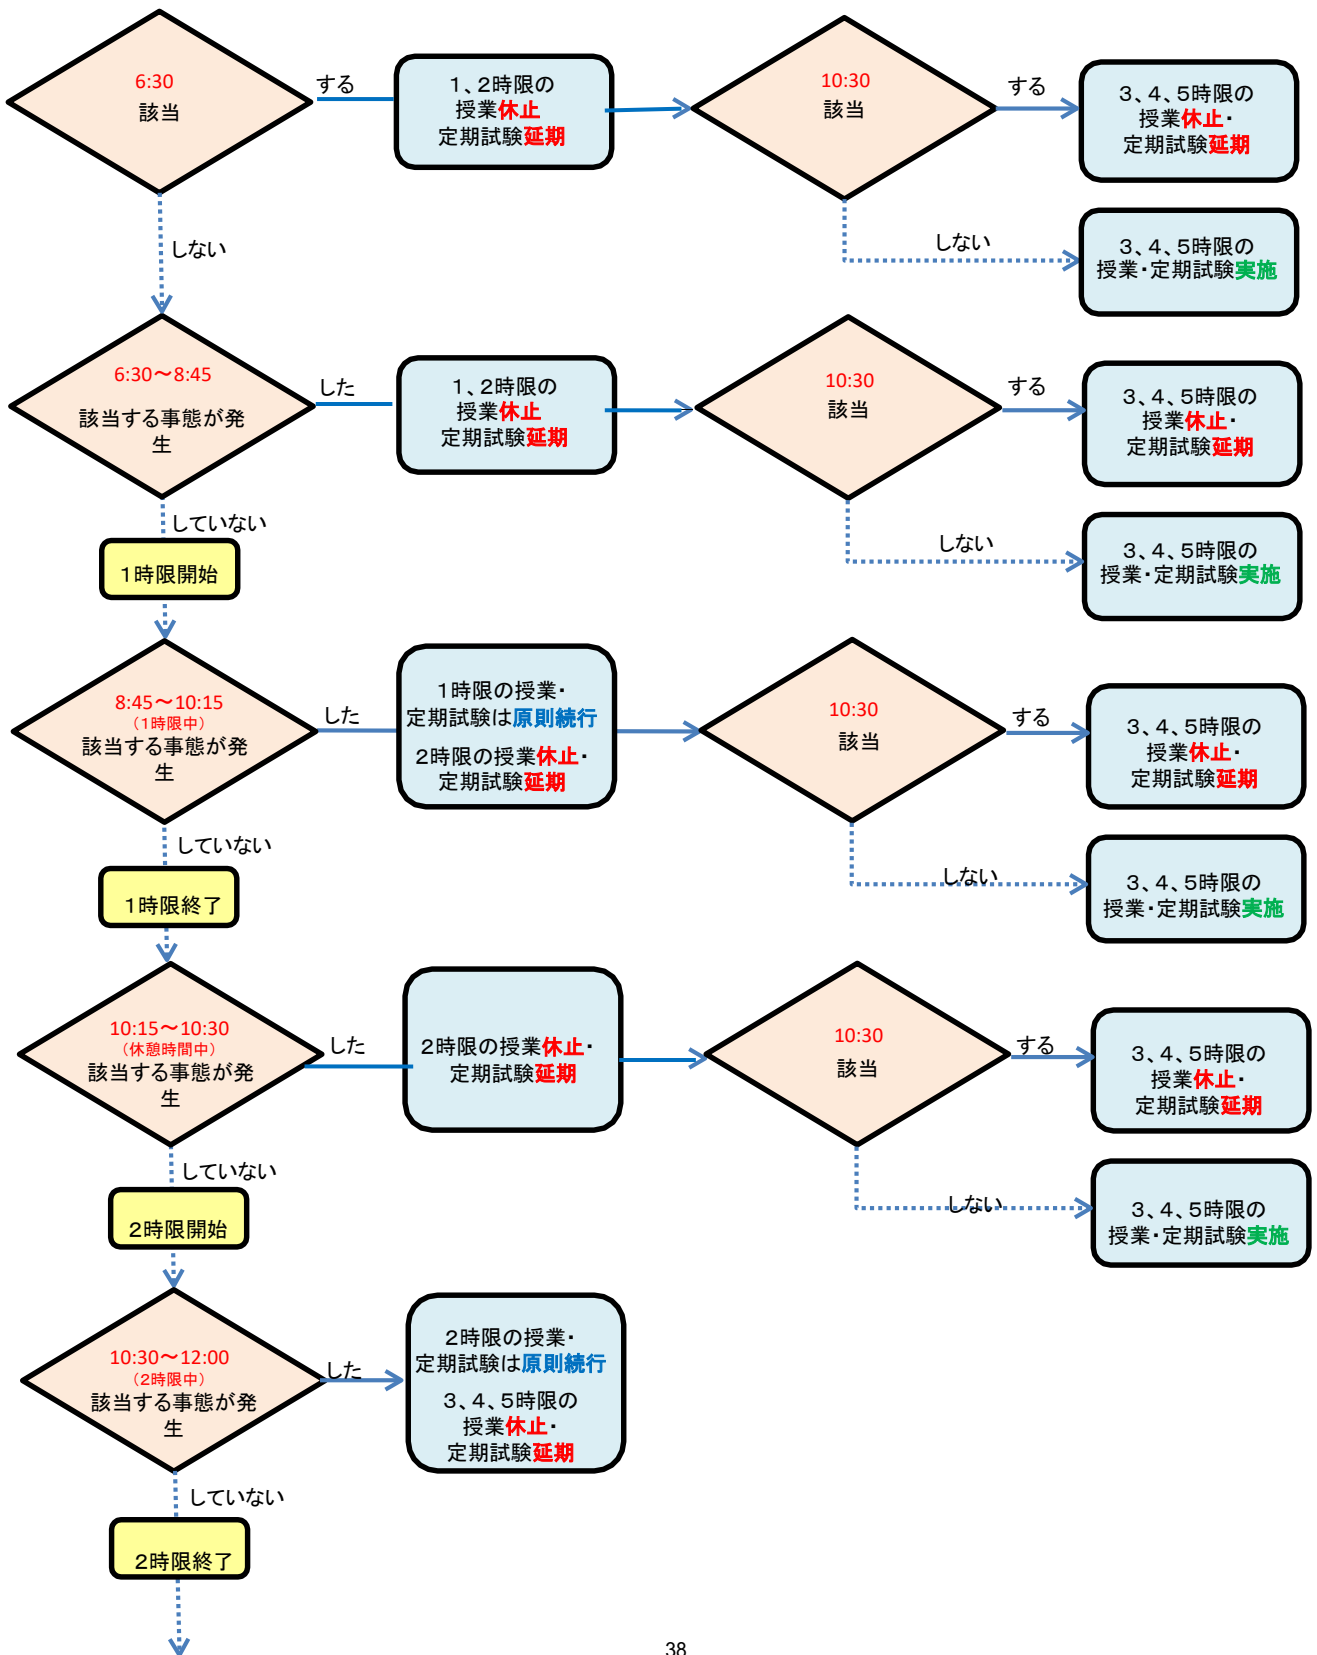 6:30
該当
する
1、2時限の
授業休止
定期試験延期
10:30
該当
する
3、4、5時限の
授業休止・
定期試験延期
しない
しない
3、4、5時限の
授業・定期試験実施
6:30～8:45
該当する事態が発
生
した
1、2時限の
授業休止
定期試験延期
10:30
該当
する
3、4、5時限の
授業休止・
定期試験延期
していない
しない
3、4、5時限の
授業・定期試験実施
1時限開始
8:45～10:15
（1時限中）
該当する事態が発
生
した
1時限の授業・
定期試験は原則続行
2時限の授業休止・
定期試験延期
10:30
該当
する
3、4、5時限の
授業休止・
定期試験延期
していない
しない
3、4、5時限の
授業・定期試験実施
1時限終了
10:15～10:30
（休憩時間中）
該当する事態が発
生
した
2時限の授業休止・
定期試験延期
10:30
該当
する
3、4、5時限の
授業休止・
定期試験延期
していない
しない
3、4、5時限の
授業・定期試験実施
2時限開始
10:30～12:00
（2時限中）
該当する事態が発
生
した
2時限の授業・
定期試験は原則続行
3、4、5時限の
授業休止・
定期試験延期
していない
2時限終了
38